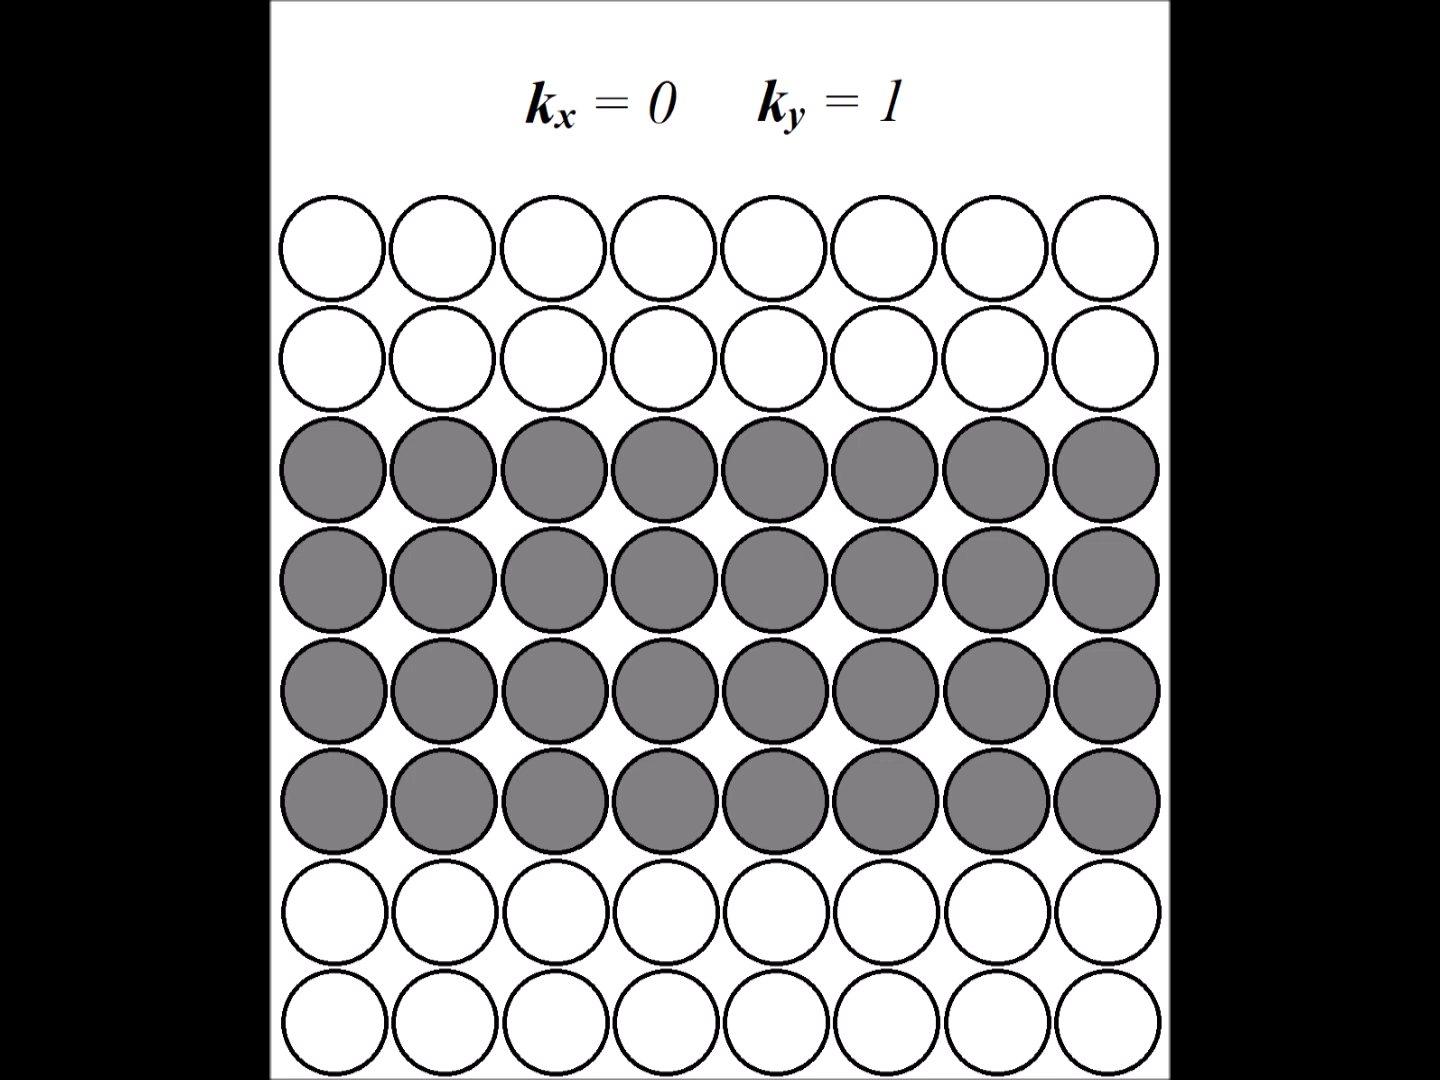 kx = 0 ky = 1